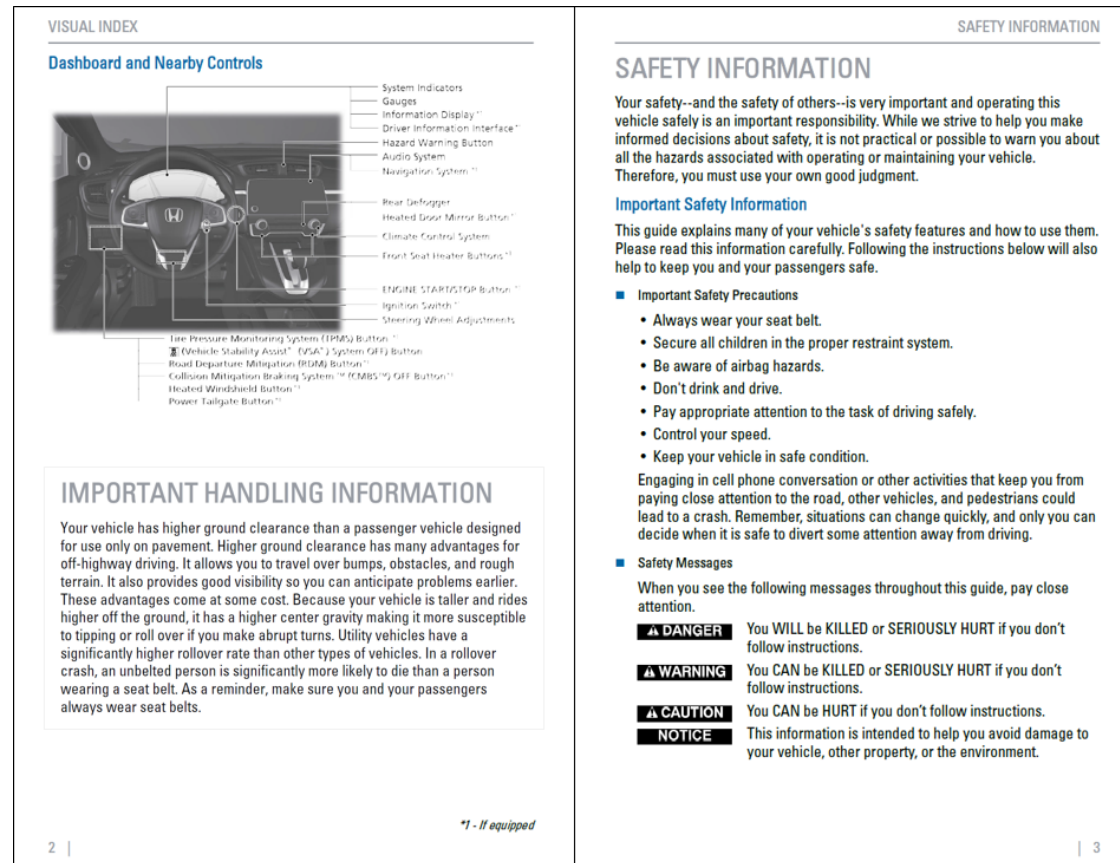 VISUAL INDEX
Dashboard and Nearby Controls
System Indicators
Gauges
Information Display*1
Driver Information Interface*1
Hazard Warning Button
Audio System
Navigation System *1
Rear Defogger
Heated Door Mirror Button*1
Climate Control System
Front Seat Heater Buttons *1
ENGINE START/STOP Button *1
Ignition Switch *1
Steering Wheel Adjustments
Tire Pressure Monitoring System (TPMS) Button *1
(Vehicle Stability Assist™ (VSA®) System OFF) Button
Road Departure Mitigation (RDM) Button*1
Collision Mitigation Braking System ™ (CMBS™) OFF Button*1
Heated Windshield Button *1
Power Tailgate Button *1
IMPORTANT HANDLING INFORMATION
Your vehicle has higher ground clearance than a passenger vehicle designed
for use only on pavement. Higher ground clearance has many advantages for
off-highway driving. It allows you to travel over bumps, obstacles, and rough
terrain. It also provides good visibility so you can anticipate problems earlier.
These advantages come at some cost. Because your vehicle is taller and rides
higher off the ground, it has a higher center gravity making it more susceptible
to tipping or roll over if you make abrupt turns. Utility vehicles have a
significantly higher rollover rate than other types of vehicles. In a rollover
crash, an unbelted person is significantly more likely to die than a person
wearing a seat belt. As a reminder, make sure you and your passengers
always wear seat belts.
*1 - If equipped
2 |
SAFETY INFORMATION
SAFETY INFORMATION
Your safety--and the safety of others--is very important and operating this
vehicle safely is an important responsibility. While we strive to help you make
informed decisions about safety, it is not practical or possible to warn you about
all the hazards associated with operating or maintaining your vehicle.
Therefore, you must use your own good judgment.
Important Safety Information
This guide explains many of your vehicle's safety features and how to use them.
Please read this information carefully. Following the instructions below will also
help to keep you and your passengers safe.
■ Important Safety Precautions
• Always wear your seat belt.
• Secure all children in the proper restraint system.
• Be aware of airbag hazards.
• Don't drink and drive.
• Pay appropriate attention to the task of driving safely.
• Control your speed.
• Keep your vehicle in safe condition.
Engaging in cell phone conversation or other activities that keep you from
paying close attention to the road, other vehicles, and pedestrians could
lead to a crash. Remember, situations can change quickly, and only you can
decide when it is safe to divert some attention away from driving.
■ Safety Messages
When you see the following messages throughout this guide, pay close
attention.
DANGER You WILL be KILLED or SERIOUSLY HURT if you don't
follow instructions.
WARNING You CAN be KILLED or SERIOUSLY HURT if you don't
follow instructions.
CAUTION You CAN be HURT if you don't follow instructions.
NOTICE This information is intended to help you avoid damage to
your vehicle, other property, or the environment.
| 3